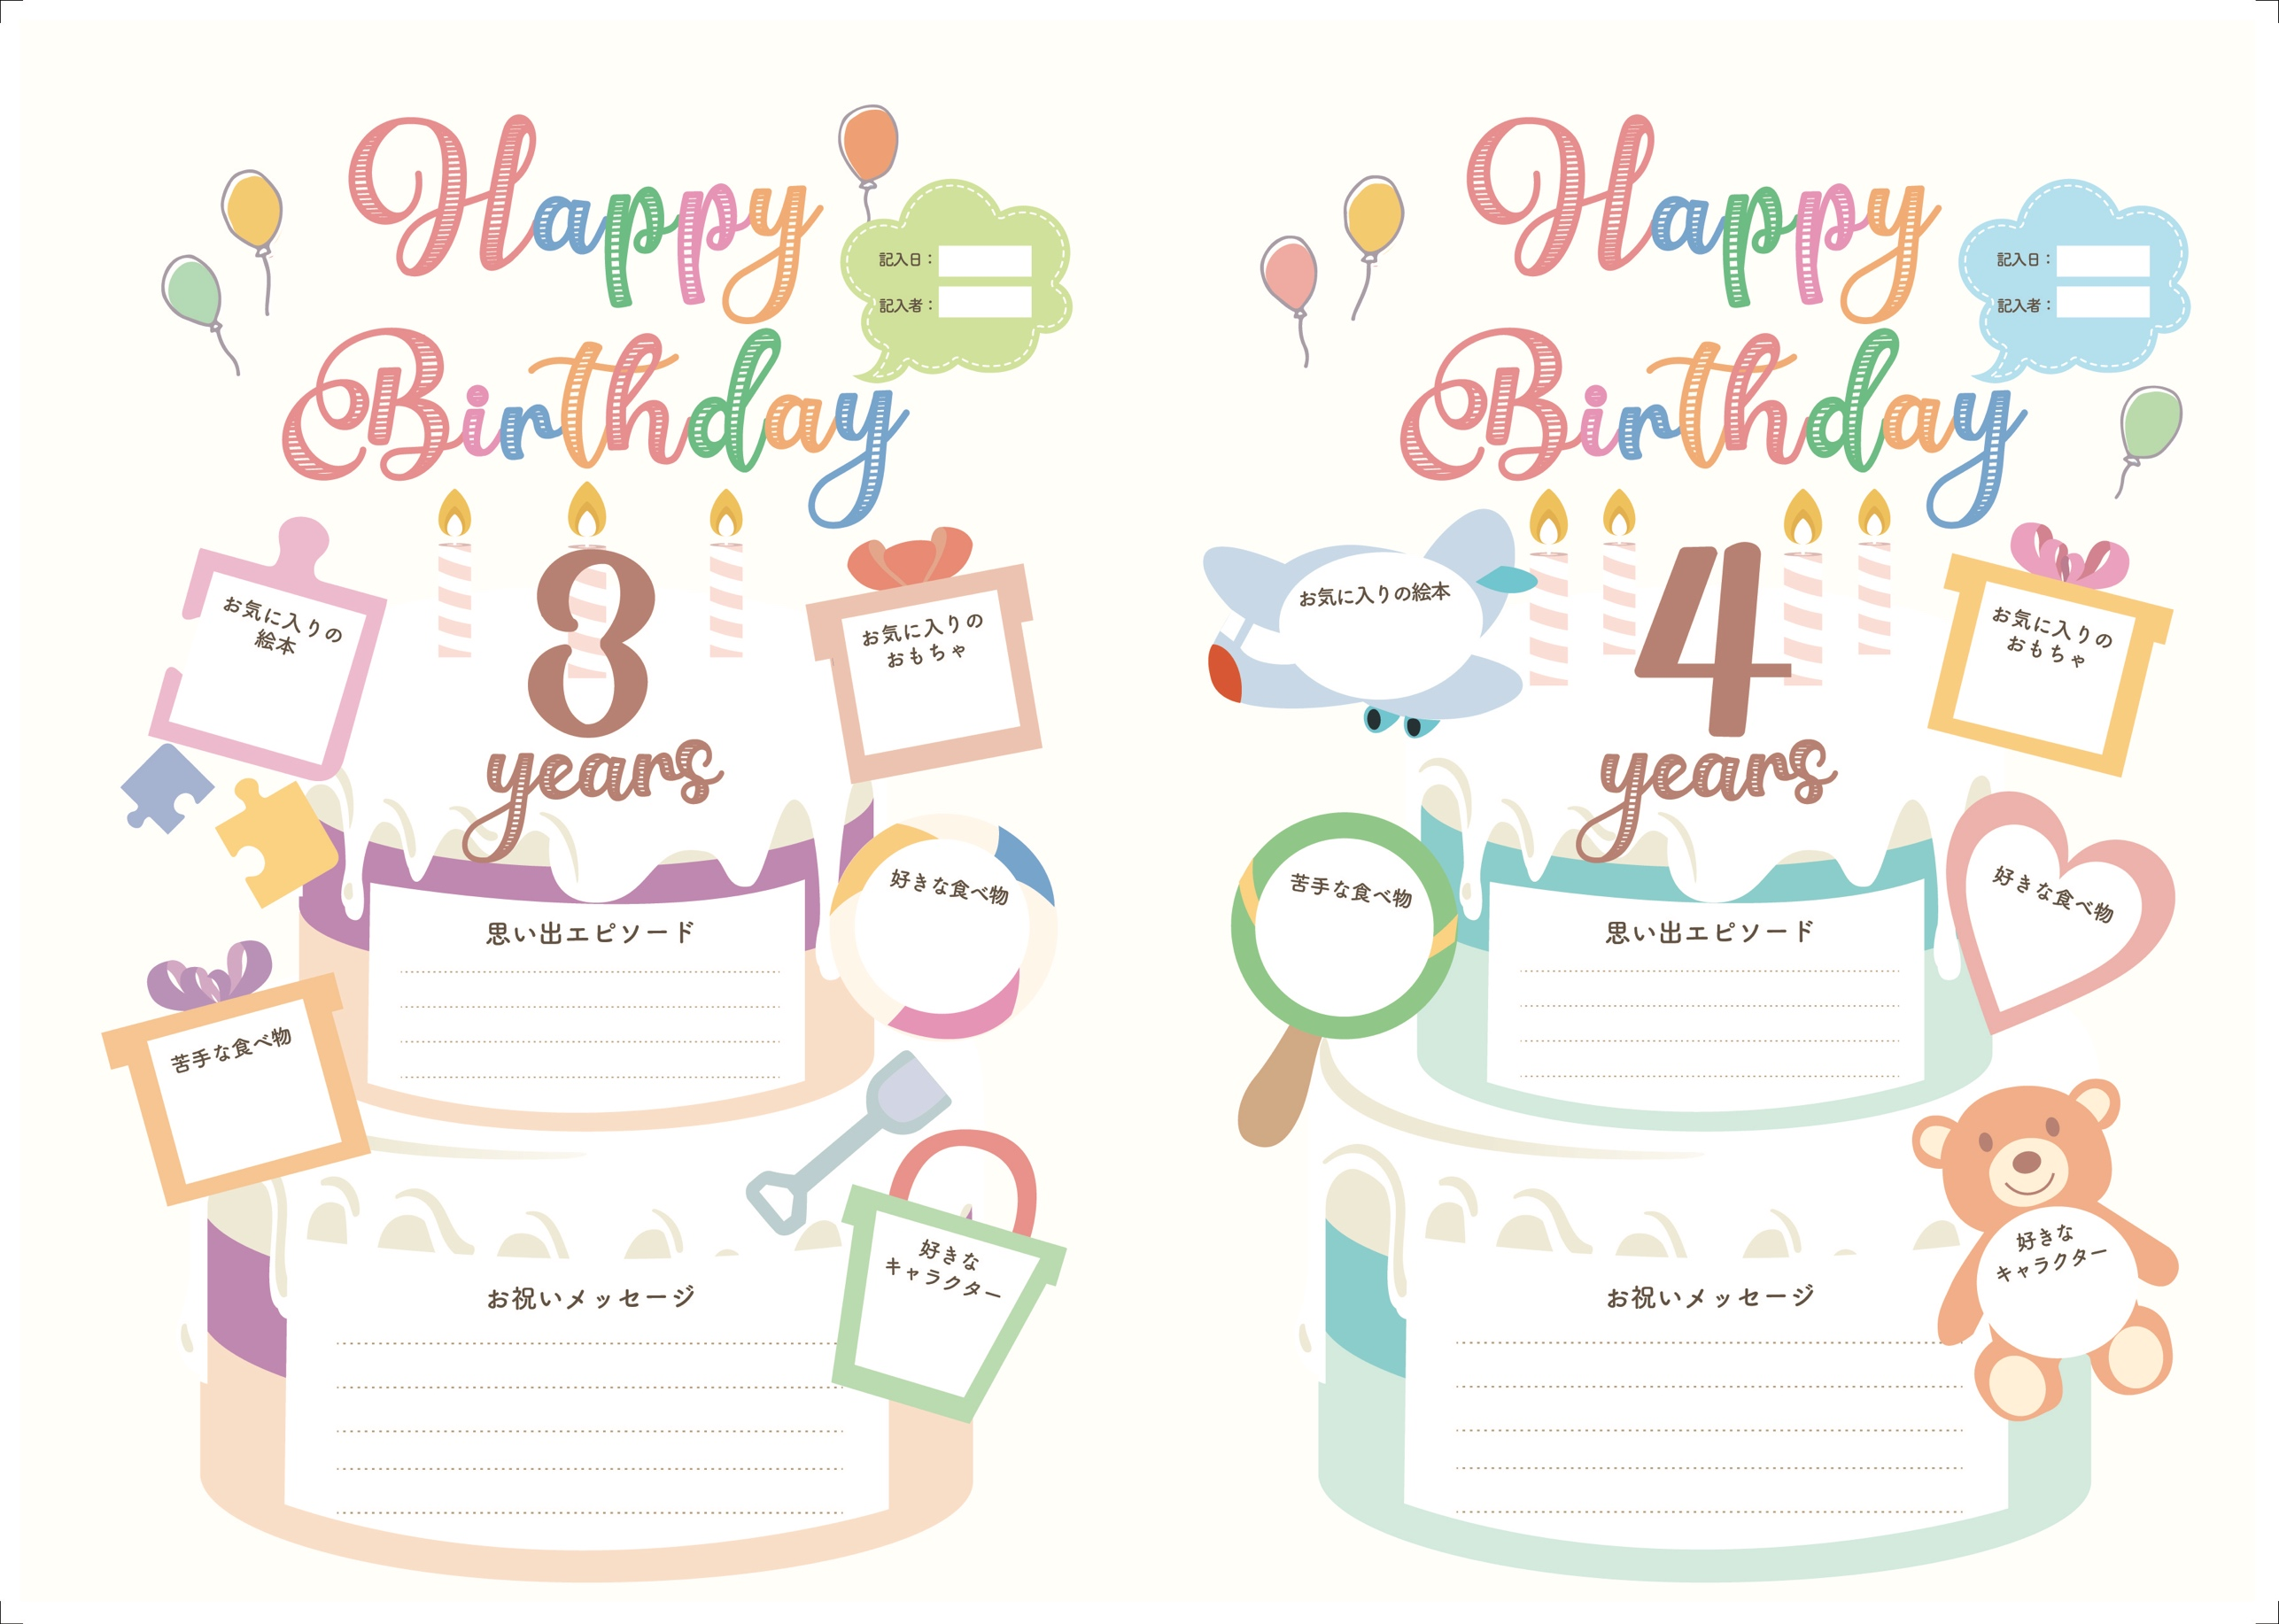 Happy
Birthday
記入日：
記入者：
3
years
お気に入りの
絵本
お気に入りの
おもちゃ
好きな食べ物
思い出エピソード
苦手な食べ物
好きな
キャラクター
お祝いメッセージ
Happy
Birthday
記入日：
記入者：
4
years
お気に入りの絵本
お気に入りの
おもちゃ
苦手な食べ物
好きな食べ物
思い出エピソード
好きな
キャラクター
お祝いメッセージ